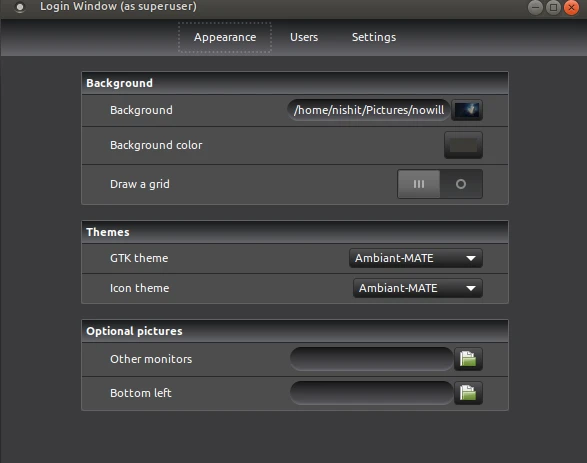 Login Window (as superuser)
Appearance Users Settings
Background
Background /home/nishit/Pictures/nowill
Background color
Draw a grid
Themes
GTK theme Ambiant-MATE
Icon theme Ambiant-MATE
Optional pictures
Other monitors
Bottom left